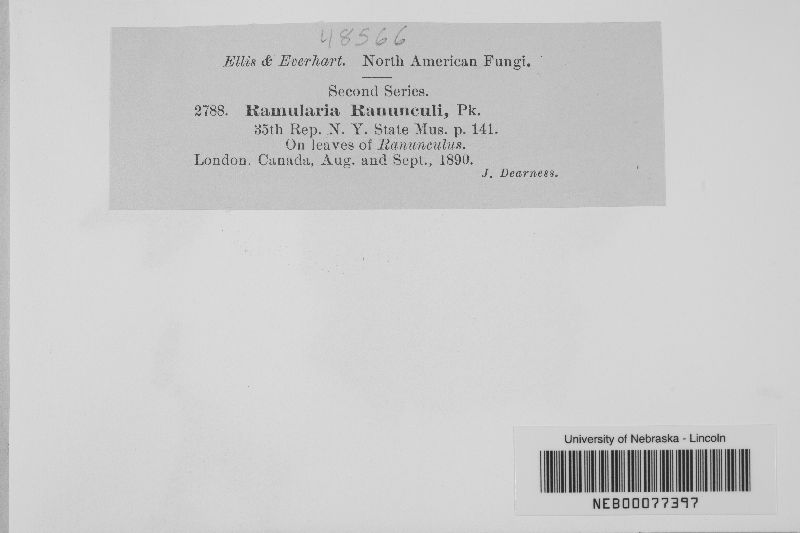 48566
Ellis & Everhart. North American Fungi.
Second Series.
2788. Ramularia Ranunculi, Pk.
35th Rep. N. Y. State Mus. p. 141.
On leaves of Ranunculus.
London, Canada, Aug. and Sept., 1890.
J. Dearness.
University of Nebraska - Lincoln
NEB00077397